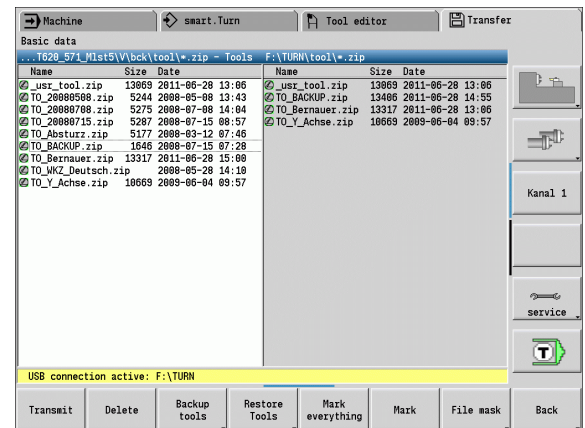 Machine smart.Turn Tool editor Transfer
Basic data
...T620_571_Mlst5\V\bck\tool\*.zip - Tools F:\TURN\tool\*.zip
Name Size Date Name Size Date
_usr_tool.zip 13069 2011-06-28 13:06 _usr_tool.zip 13069 2011-06-28 13:06
TO_20080508.zip 5244 2008-05-08 13:43 TO_BACKUP.zip 13406 2011-06-28 14:55
TO_20080708.zip 5275 2008-07-08 14:04 TO_Bernauer.zip 13317 2011-06-28 13:06
TO_20080715.zip 5287 2008-07-15 08:57 TO_Y_Achse.zip 10669 2009-06-04 09:57
TO_Absturz.zip 5177 2008-03-12 07:46
TO_BACKUP.zip 1646 2008-07-15 07:28
TO_Bernauer.zip 13317 2011-06-28 15:00
TO_WKZ_Deutsch.zip 2008-05-28 14:10
TO_Y_Achse.zip 10669 2009-06-04 09:57
Kanal 1
service
T
USB connection active: F:\TURN
Transmit Delete Backup tools Restore Tools Mark everything Mark File mask Back